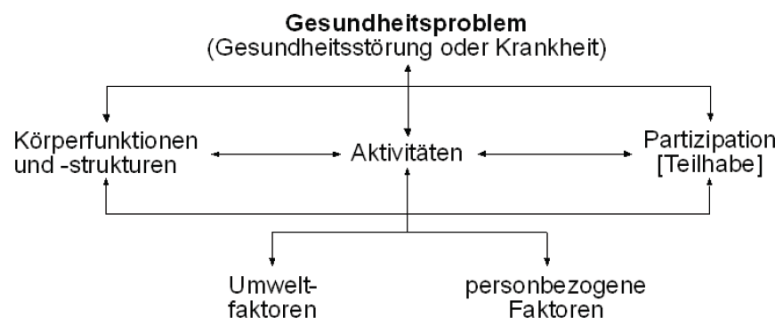 Gesundheitsproblem
(Gesundheitsstörung oder Krankheit)
Körperfunktionen
und -strukturen
Aktivitäten
Partizipation
[Teilhabe]
Umwelt-
faktoren
personbezogene
Faktoren